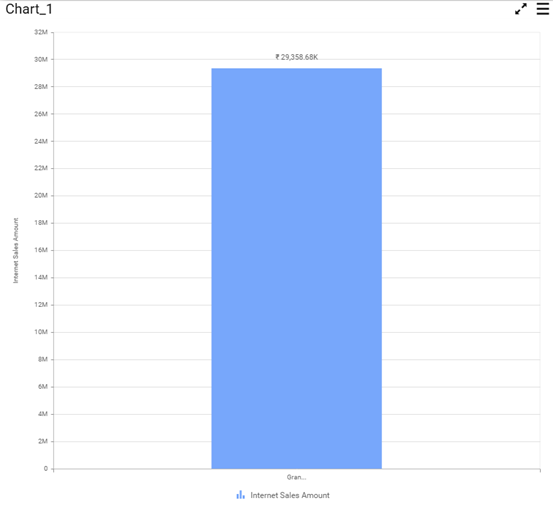 Chart_1
32M
₹ 29,358.68K
30M
28M
26M
24M
22M
20M
18M
Internet Sales Amount
16M
14M
12M
10M
8M
6M
4M
2M
0
Gran...
Internet Sales Amount